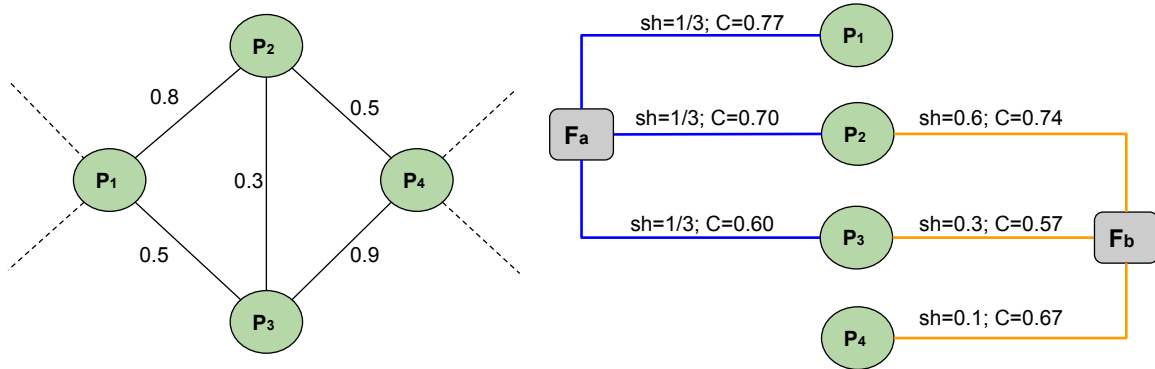 P2
0.8
0.5
P1
0.3
P4
0.5
0.9
P3
sh=1/3; C=0.77
P1
Fa
sh=1/3; C=0.70
P2
sh=0.6; C=0.74
sh=1/3; C=0.60
P3
sh=0.3; C=0.57
Fb
sh=0.1; C=0.67
P4